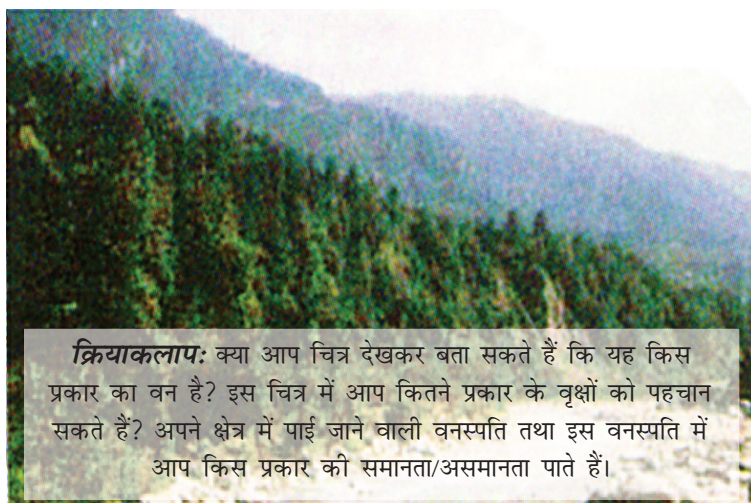 क्रियाकलाप: क्या आप चित्र देखकर बता सकते हैं कि यह किस
प्रकार का वन है? इस चित्र में आप कितने प्रकार के वृक्षों को पहचान
सकते हैं? अपने क्षेत्र में पाई जाने वाली वनस्पति तथा इस वनस्पति में
आप किस प्रकार की समानता/असमानता पाते हैं।